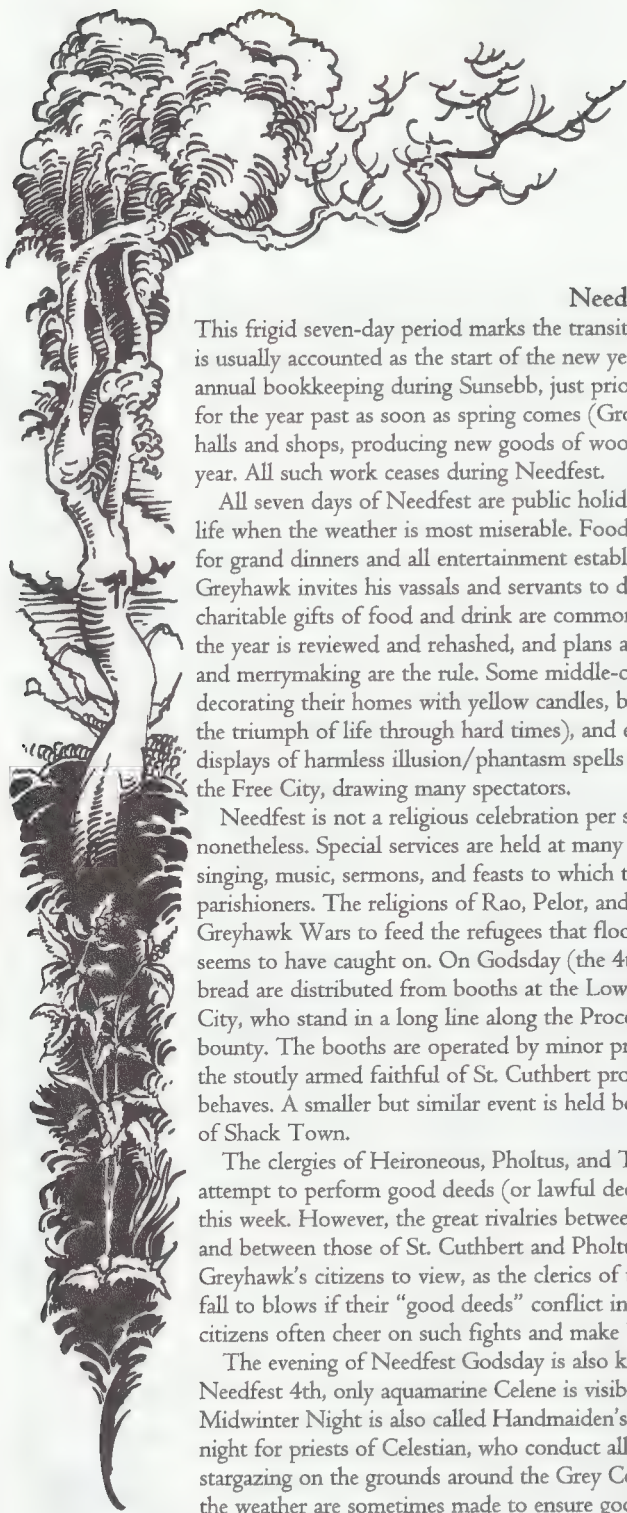 Need
This frigid seven-day period marks the transit
is usually accounted as the start of the new ye
annual bookkeeping during Sunsebb, just prio
for the year past as soon as spring comes (Gro
halls and shops, producing new goods of woo
year. All such work ceases during Needfest.
All seven days of Needfest are public holid
life when the weather is most miserable. Food
for grand dinners and all entertainment establ
Greyhawk invites his vassals and servants to d
charitable gifts of food and drink are common
the year is reviewed and rehashed, and plans a
and merrymaking are the rule. Some middle-c
decorating their homes with yellow candles, b
the triumph of life through hard times), and e
displays of harmless illusion/phantasm spells
the Free City, drawing many spectators.
Needfest is not a religious celebration per s
nonetheless. Special services are held at many
singing, music, sermons, and feasts to which t
parishioners. The religions of Rao, Pelor, and
Greyhawk Wars to feed the refugees that floo
seems to have caught on. On Godsday (the 4t
bread are distributed from booths at the Low
City, who stand in a long line along the Proce
bounty. The booths are operated by minor pr
the stoutly armed faithful of St. Cuthbert pro
behaves. A smaller but similar event is held be
of Shack Town.
The clergies of Heironeous, Pholtus, and T
attempt to perform good deeds (or lawful dee
this week. However, the great rivalries betwee
and between those of St. Cuthbert and Pholtu
Greyhawk's citizens to view, as the clerics of
fall to blows if their "good deeds" conflict in
citizens often cheer on such fights and make
The evening of Needfest Godsday is also k
Needfest 4th, only aquamarine Celene is visib
Midwinter Night is also called Handmaiden's
night for priests of Celestian, who conduct all
stargazing on the grounds around the Grey Co
the weather are sometimes made to ensure goo